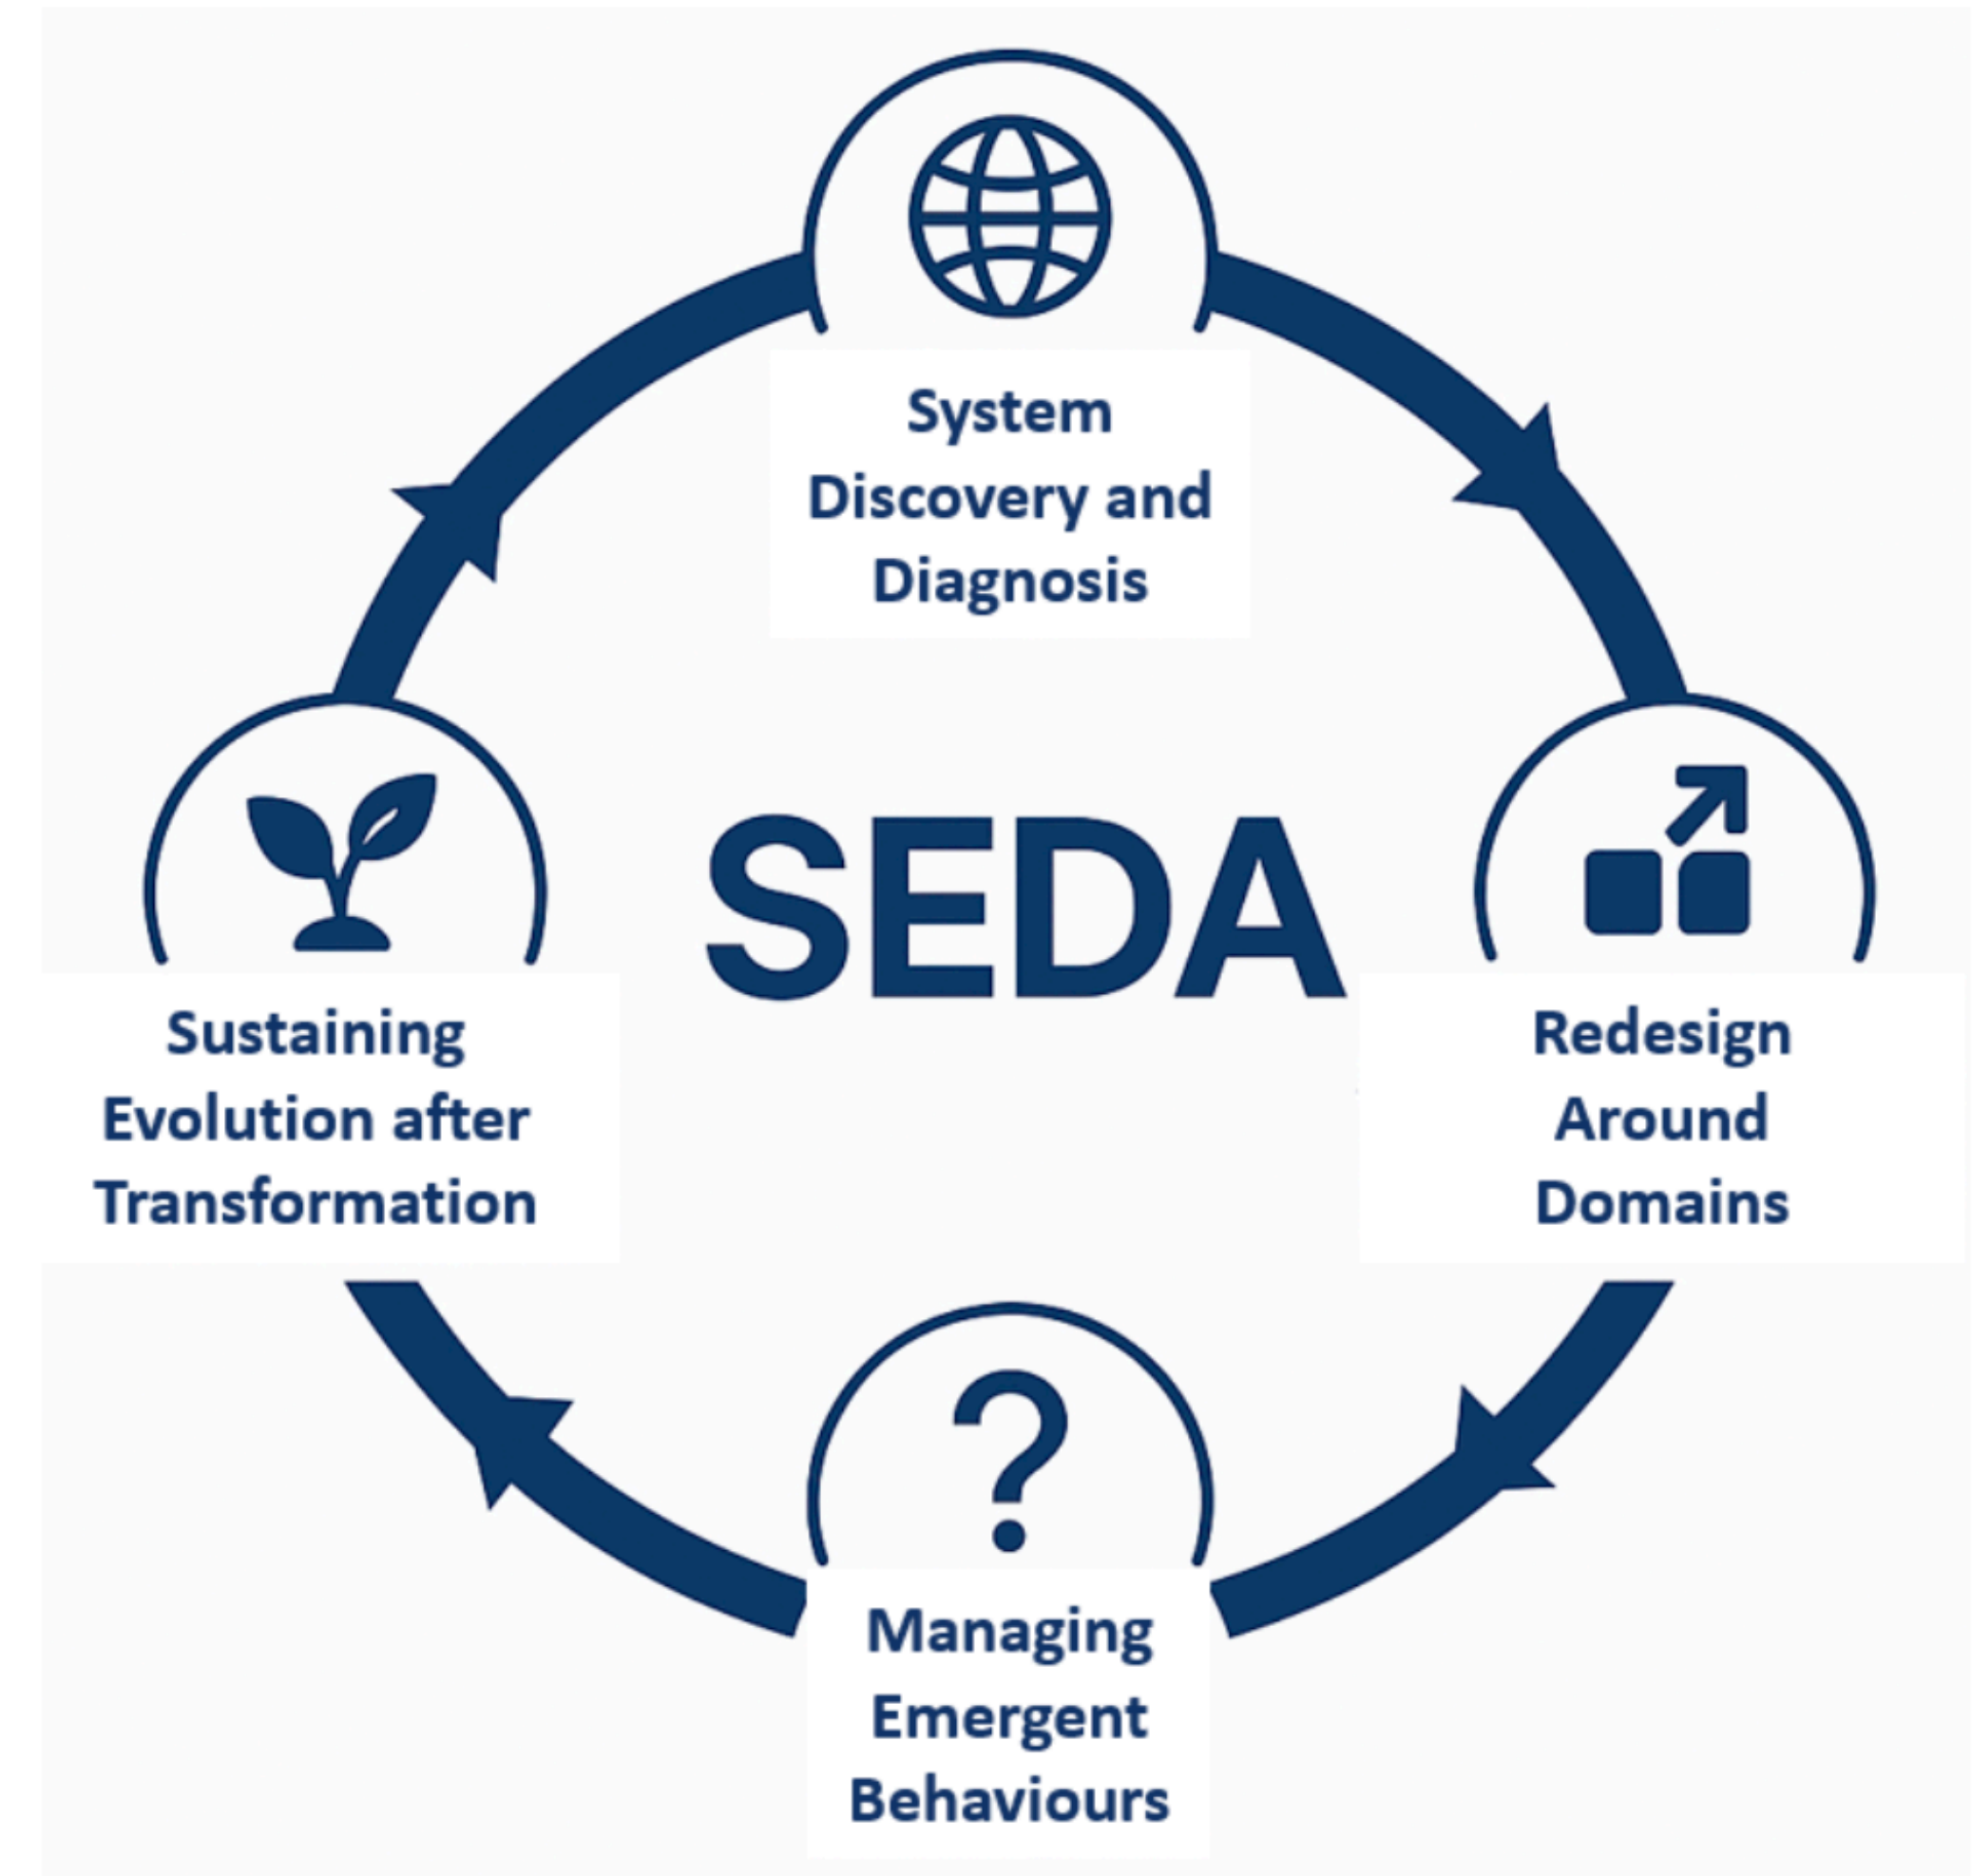 System
Discovery and
Diagnosis
SEDA
Sustaining
Evolution after
Transformation
Redesign
Around
Domains
?
Managing
Emergent
Behaviours